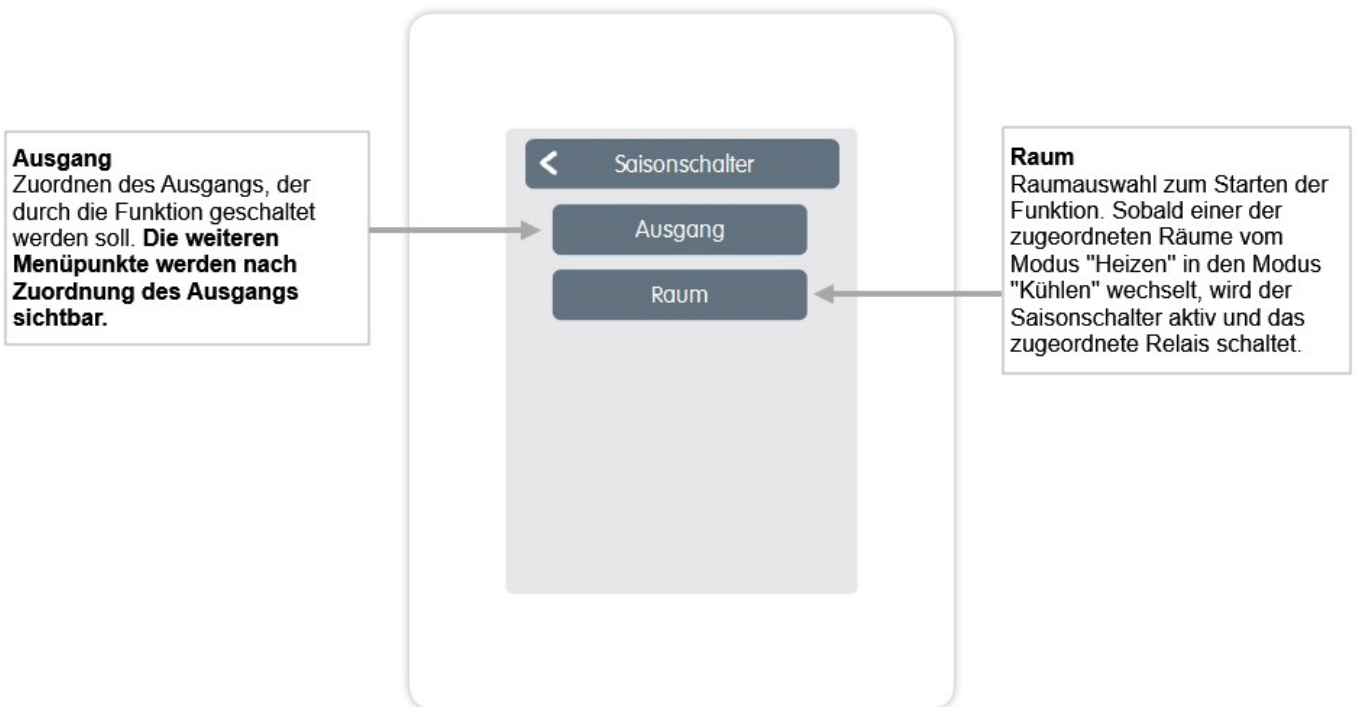 Ausgang
Zuordnen des Ausgangs, der
durch die Funktion geschaltet
werden soll. Die weiteren
Menüpunkte werden nach
Zuordnung des Ausgangs
sichtbar.
Saisonschalter
Ausgang
Raum
Raum
Raumauswahl zum Starten der
Funktion. Sobald einer der
zugeordneten Räume vom
Modus "Heizen" in den Modus
"Kühlen" wechselt, wird der
Saisonschalter aktiv und das
zugeordnete Relais schaltet.